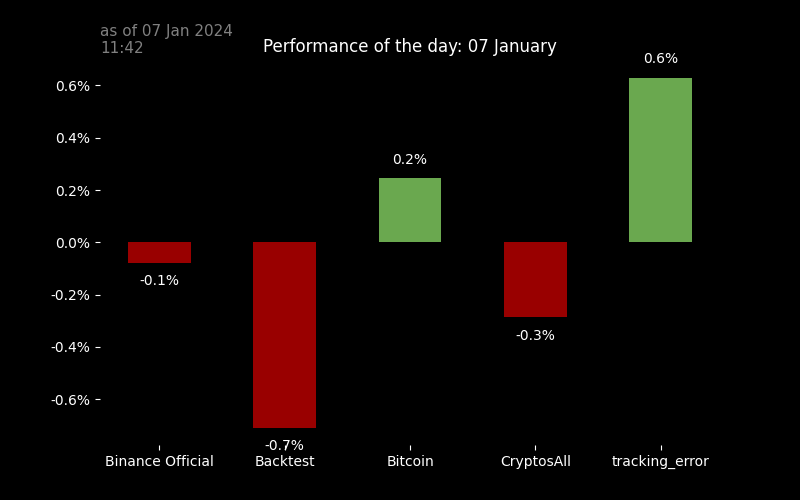 as of 07 Jan 2024
11:42
Performance of the day: 07 January
0.6%
0.6%
0.4%
0.2%
0.2%
0.0%
-0.1%
-0.2%
-0.3%
-0.4%
-0.6%
-0.7%
Binance Official
Backtest
Bitcoin
CryptosAll
tracking_error